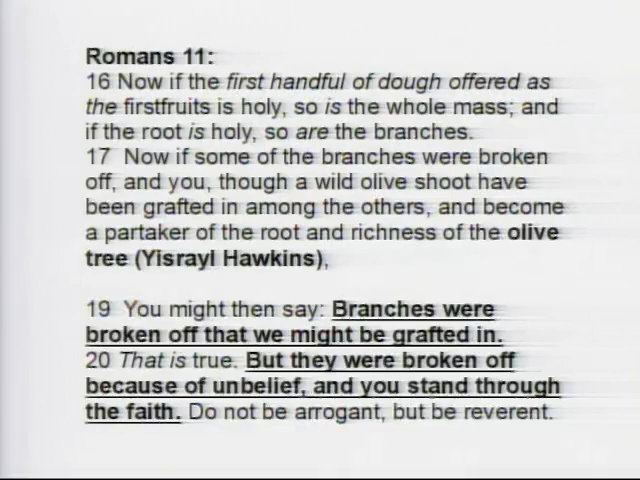 Romans 11:
16 Now if the first handful of dough offered as
the firstfruits is holy, so is the whole mass; and
if the root is holy, so are the branches.
17 Now if some of the branches were broken
off, and you, though a wild olive shoot have
been grafted in among the others, and become
a partaker of the root and richness of the olive
tree (Yisrayl Hawkins),
19 You might then say: Branches were
broken off that we might be grafted in.
20 That is true. But they were broken off
because of unbelief, and you stand through
the faith. Do not be arrogant, but be reverent.